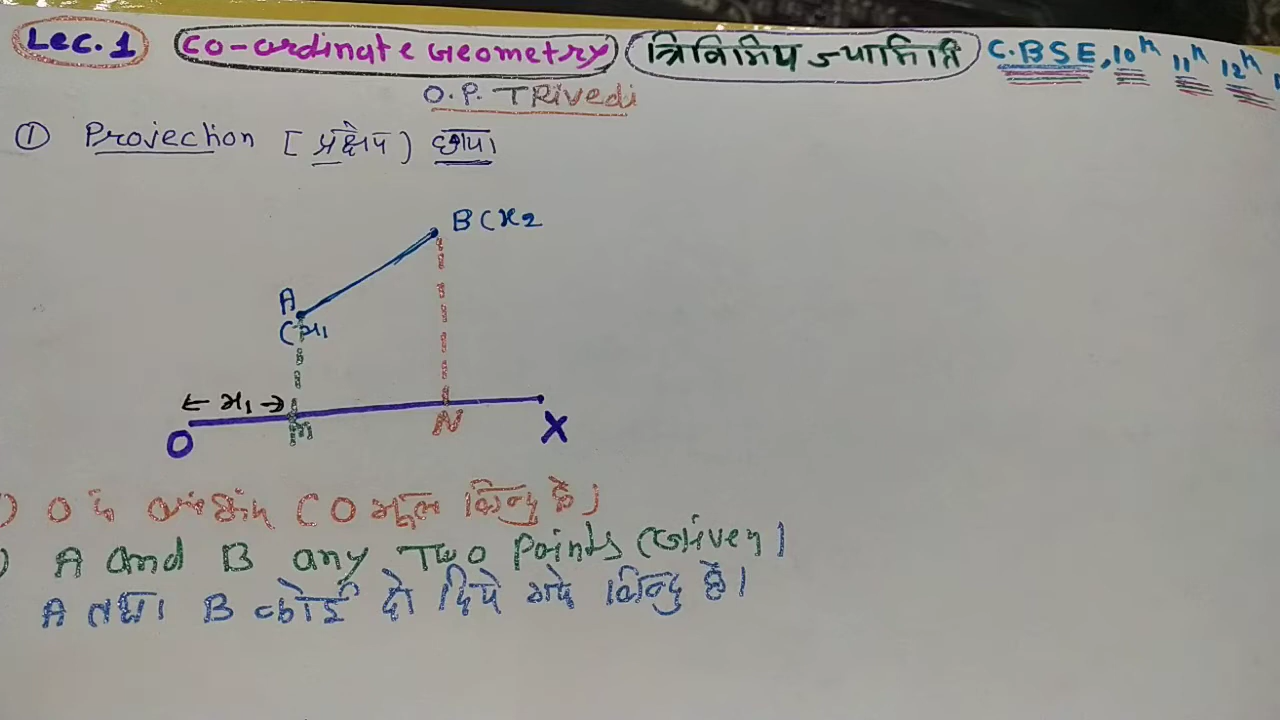 Lec. 1 Co-ordinate Geometry त्रिविमिय ज्यामिति C.BSE, 10th 11th 12th
O.P. TRivedi
① Projection [प्रक्षेप) छाया
B(x2
A
(x1
← x1 →
O M N X
) O is origin (O मूल बिन्दु है।
) A And B any Two Points (Given)
A तथा B कोई दो दिये गये बिन्दु है।